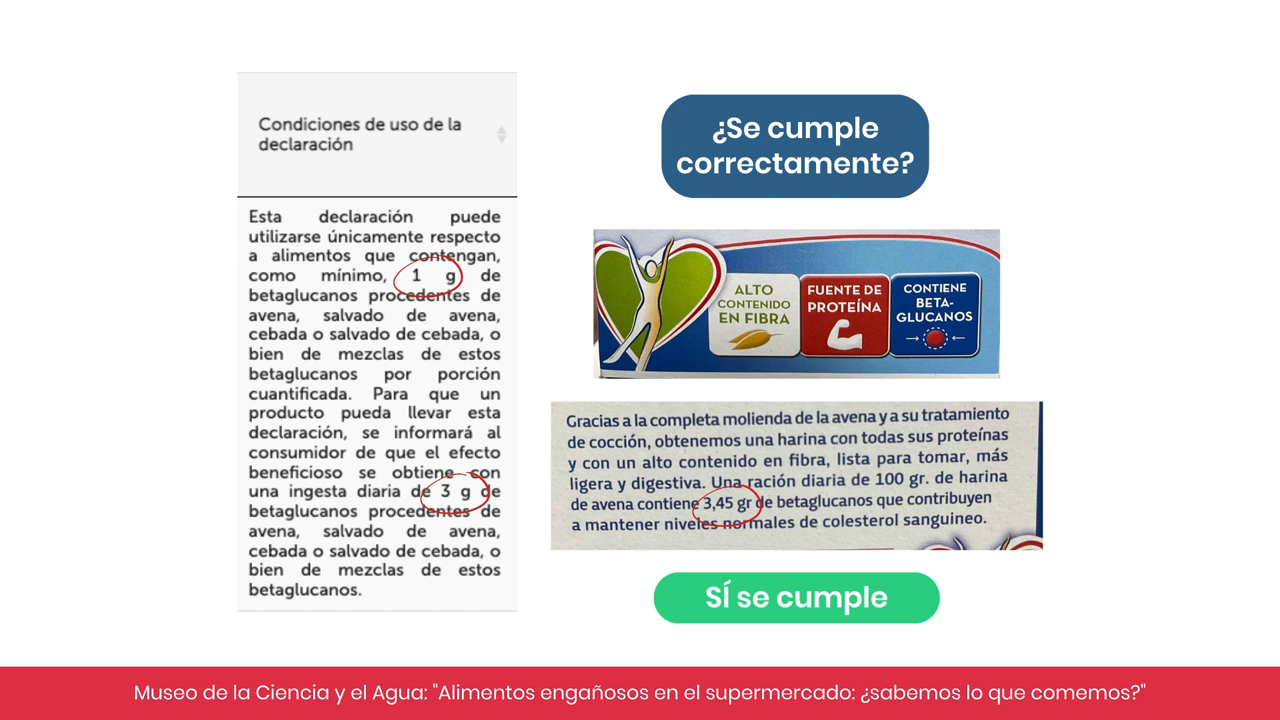 Condiciones de uso de la
declaración
Esta declaración puede
utilizarse únicamente respecto
a alimentos que contengan,
como mínimo, 1 g de
betaglucanos procedentes de
avena, salvado de avena,
cebada o salvado de cebada, o
bien de mezclas de estos
betaglucanos por porción
cuantificada. Para que un
producto pueda llevar esta
declaración, se informará al
consumidor de que el efecto
beneficioso se obtiene con
una ingesta diaria de 3 g de
betaglucanos procedentes de
avena, salvado de avena,
cebada o salvado de cebada, o
bien de mezclas de estos
betaglucanos.
¿Se cumple
correctamente?
ALTO
CONTENIDO
EN FIBRA
FUENTE DE
PROTEÍNA
CONTIENE
BETA-
GLUCANOS
Gracias a la completa molienda de la avena y a su tratamiento
de cocción, obtenemos una harina con todas sus proteínas
y con un alto contenido en fibra, lista para tomar, más
ligera y digestiva. Una ración diaria de 100 gr. de harina
de avena contiene 3,45 gr de betaglucanos que contribuyen
a mantener niveles normales de colesterol sanguineo.
SÍ se cumple
Museo de la Ciencia y el Agua: "Alimentos engañosos en el supermercado: ¿sabemos lo que comemos?"